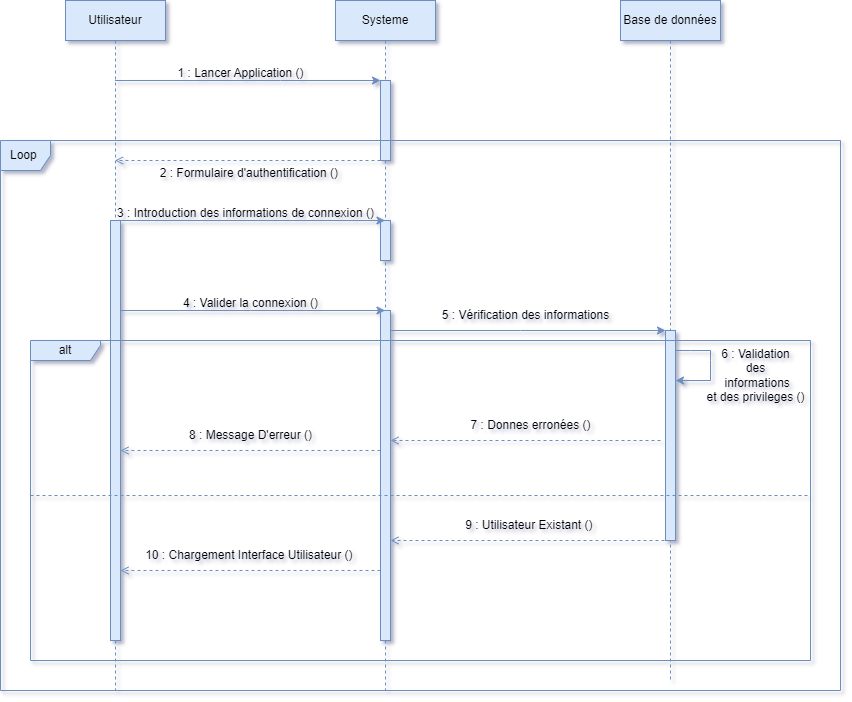 Utilisateur
Systeme
Base de données
1 : Lancer Application ()
Loop
2 : Formulaire d'authentification ()
3 : Introduction des informations de connexion ()
4 : Valider la connexion ()
5 : Vérification des informations
alt
6 : Validation
des
informations
et des privileges ()
7 : Donnes erronées ()
8 : Message D'erreur ()
9 : Utilisateur Existant ()
10 : Chargement Interface Utilisateur ()